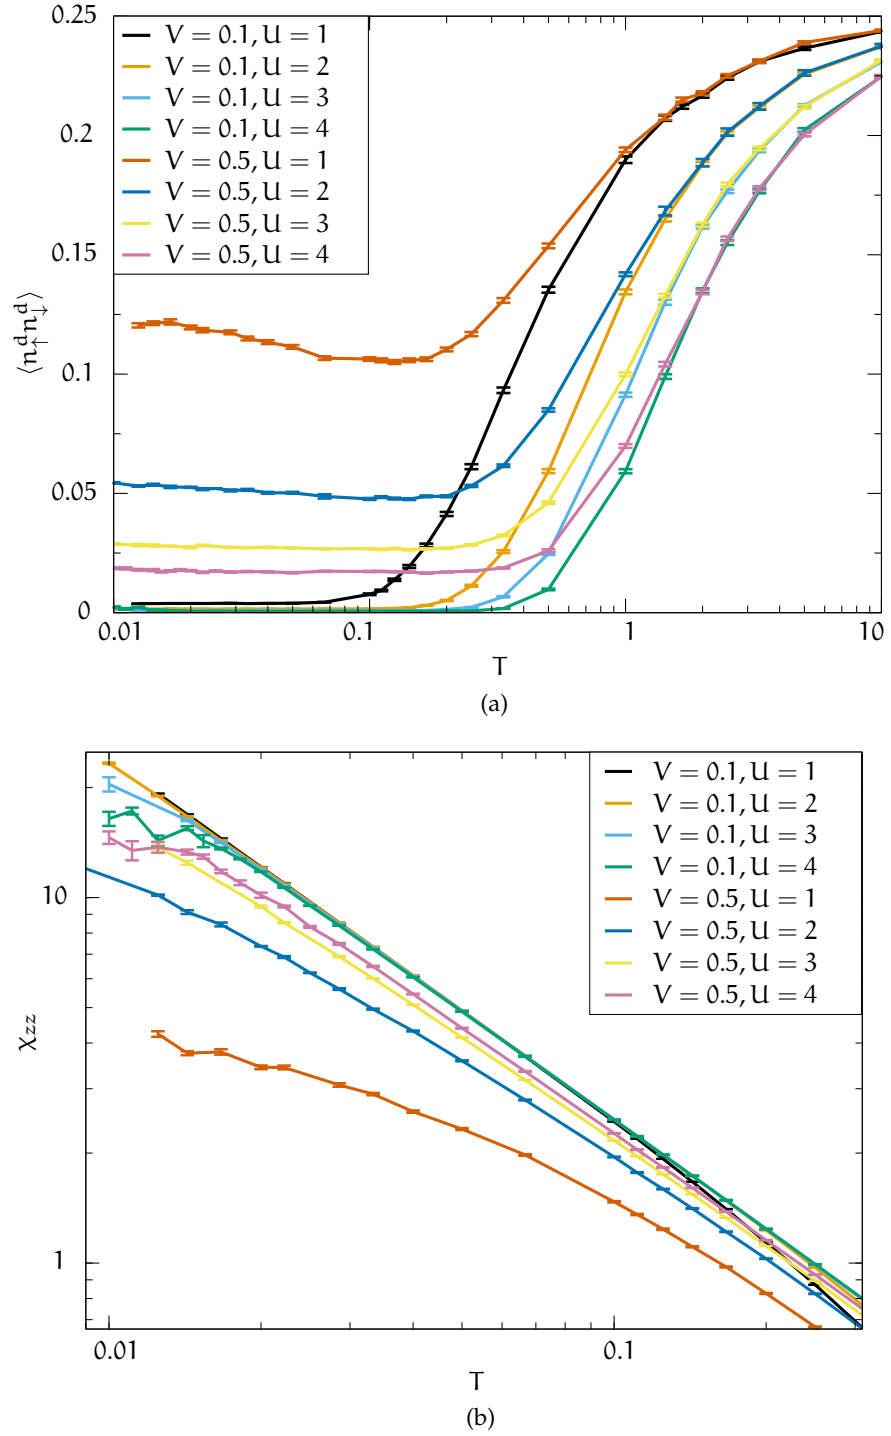 0.25
0.2
0.15
0.1
0.05
0
⟨n↑ᵈn↓ᵈ⟩
V = 0.1, U = 1
V = 0.1, U = 2
V = 0.1, U = 3
V = 0.1, U = 4
V = 0.5, U = 1
V = 0.5, U = 2
V = 0.5, U = 3
V = 0.5, U = 4
0.01 0.1 1 10
T
(a)
V = 0.1, U = 1
V = 0.1, U = 2
V = 0.1, U = 3
V = 0.1, U = 4
V = 0.5, U = 1
V = 0.5, U = 2
V = 0.5, U = 3
V = 0.5, U = 4
10
1
χzz
0.01 0.1
T
(b)